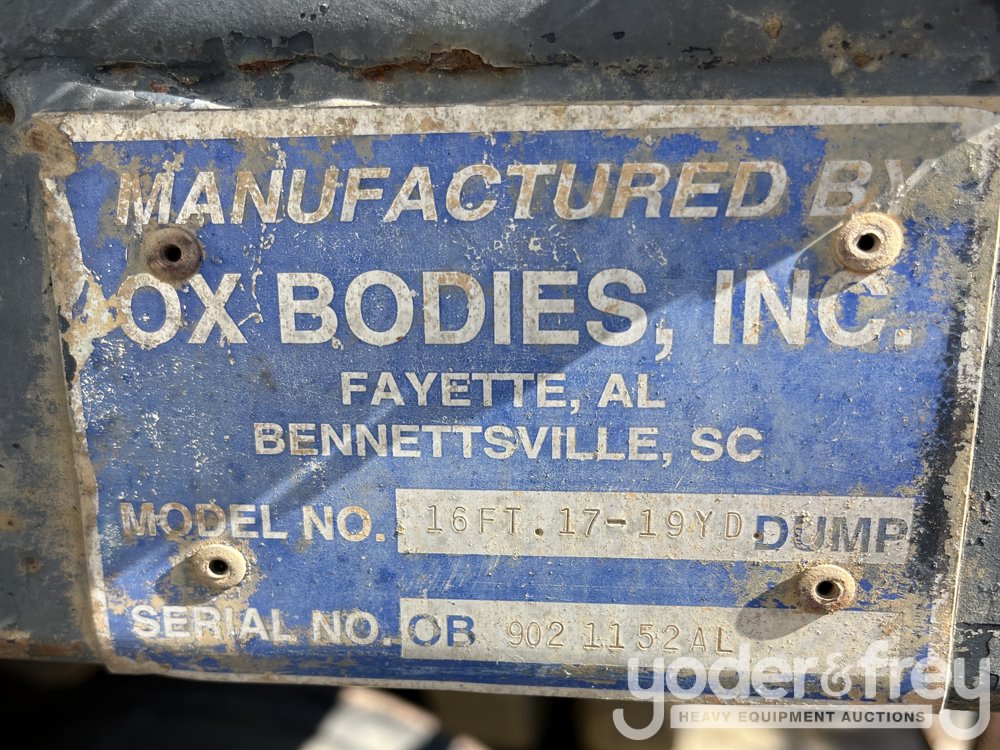 MANUFACTURED BY
OX BODIES, INC.
FAYETTE, AL
BENNETTSVILLE, SC
MODEL NO. 16FT.17-19YD. DUMP
SERIAL NO. OB 9021152AL
yoder&frey
HEAVY EQUIPMENT AUCTIONS